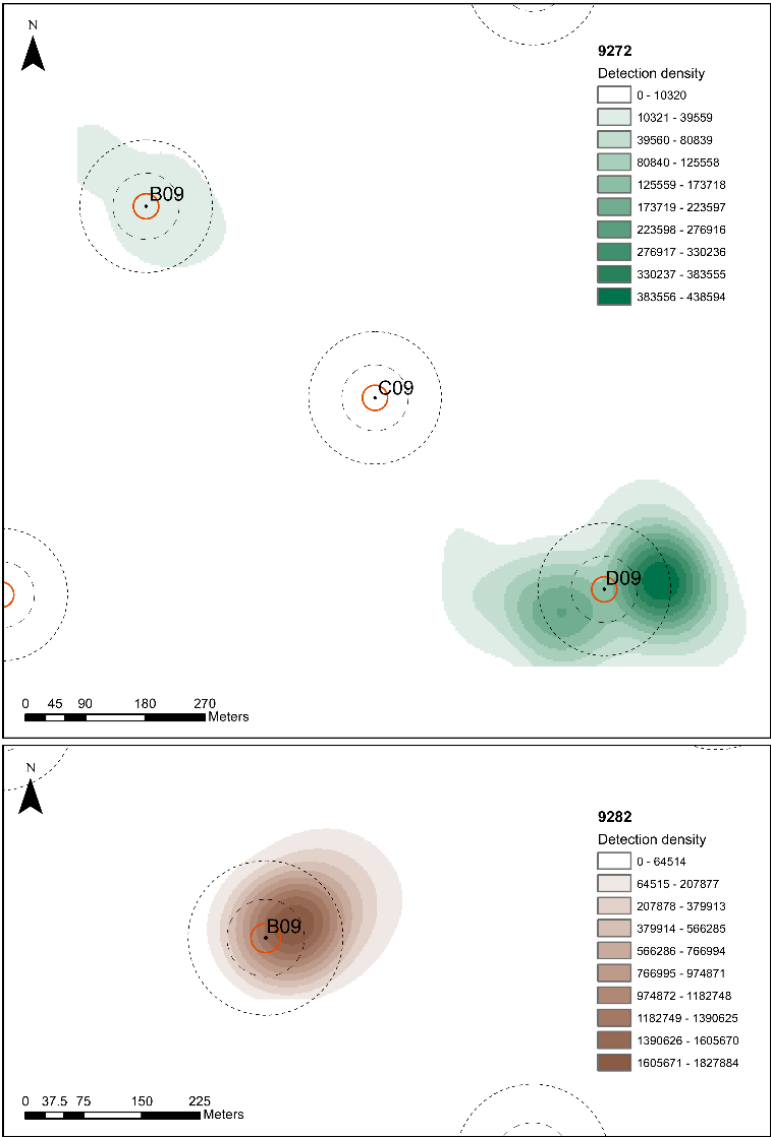 N
9272
Detection density
0 - 10320
10321 - 39559
39560 - 80839
80840 - 125558
125559 - 173718
173719 - 223597
223598 - 276916
276917 - 330236
330237 - 383555
383556 - 438594
B09
C09
D09
0 45 90 180 270
Meters
N
9282
Detection density
0 - 64514
64515 - 207877
207878 - 379913
379914 - 566285
566286 - 766994
766995 - 974871
974872 - 1182748
1182749 - 1390625
1390626 - 1605670
1605671 - 1827884
B09
0 37.5 75 150 225
Meters